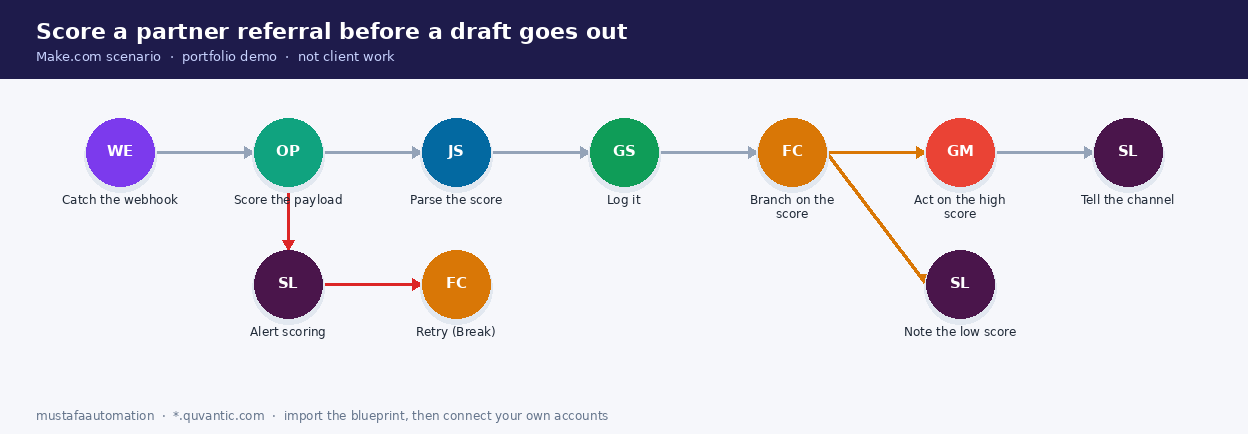 Score a partner referral before a draft goes out
Make.com scenario · portfolio demo · not client work
WE
OP
JS
GS
FC
GM
SL
Catch the webhook
Score the payload
Parse the score
Log it
Branch on the
score
Act on the high
score
Tell the channel
SL
FC
SL
Alert scoring
Retry (Break)
Note the low score
mustafaautomation · *.quvantic.com · import the blueprint, then connect your own accounts